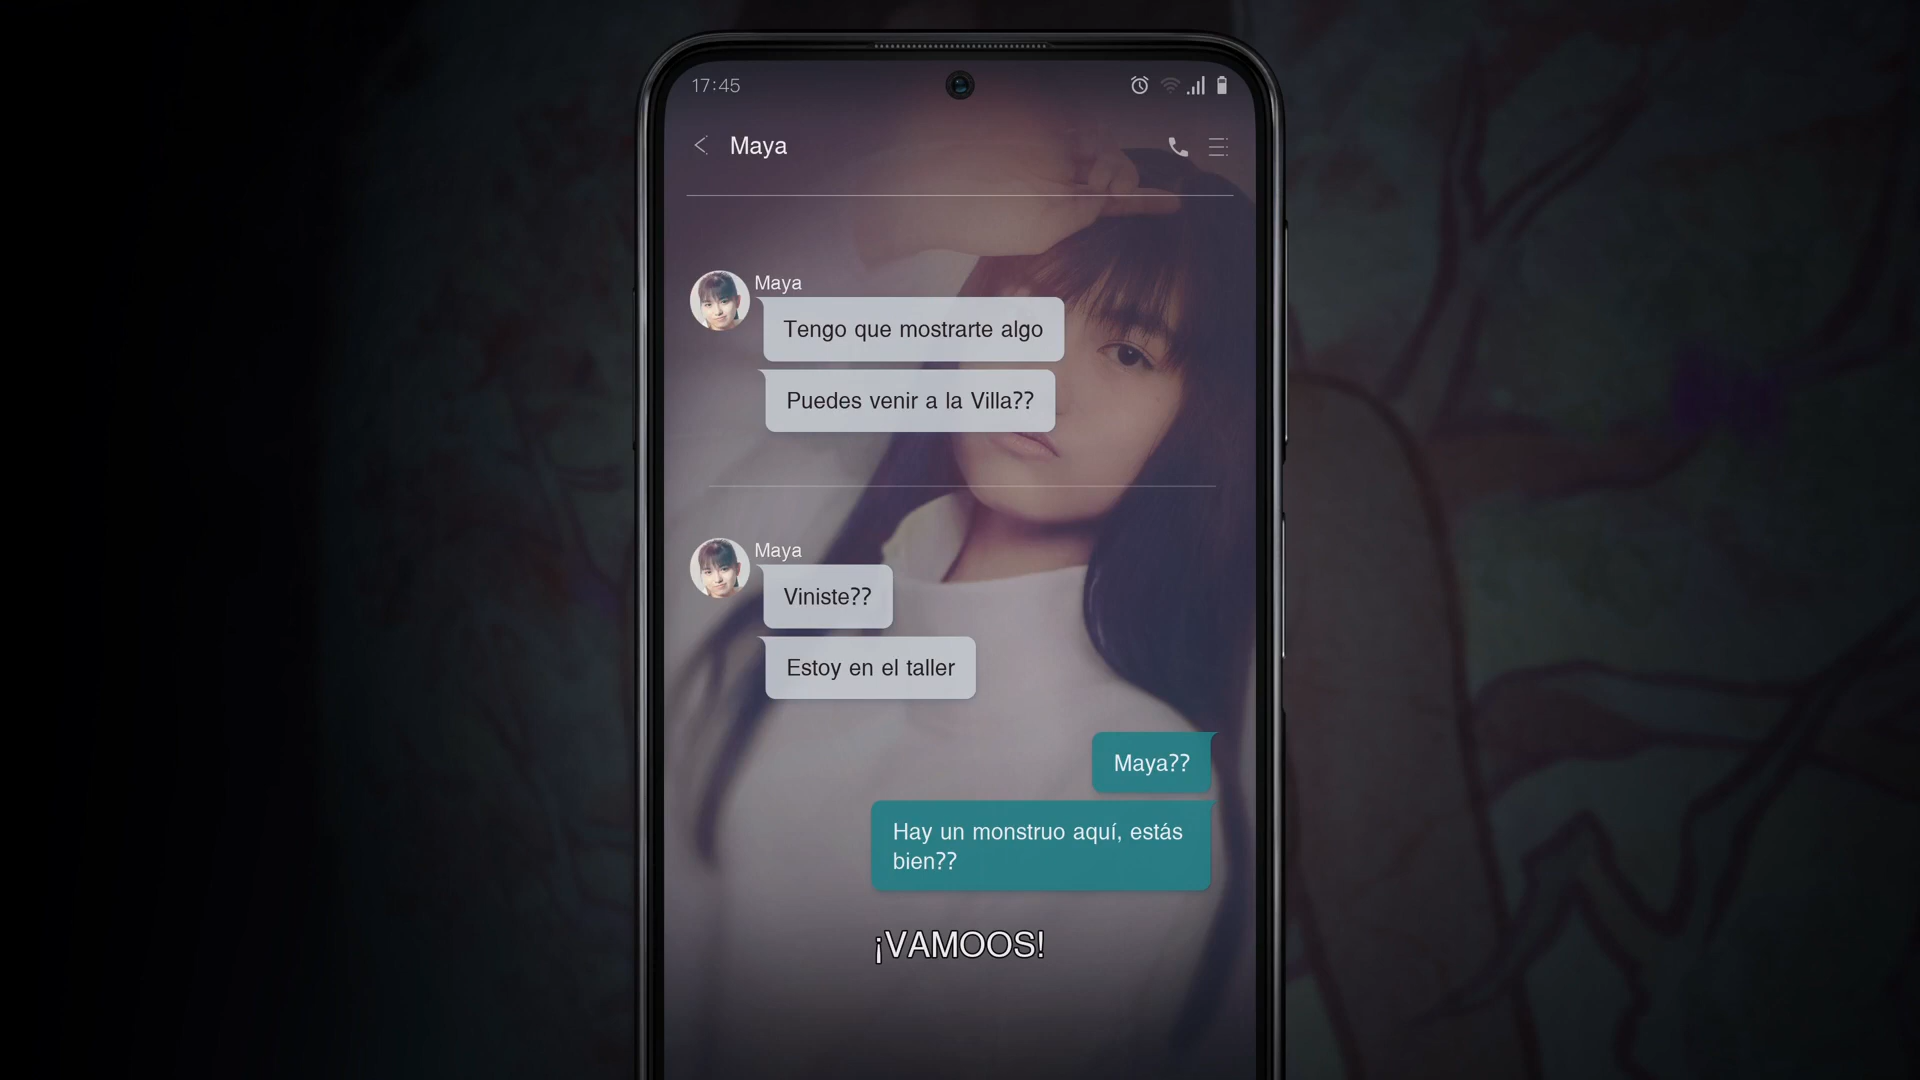 17:45
Maya
Maya
Tengo que mostrarte algo
Puedes venir a la Villa??
Maya
Viniste??
Estoy en el taller
Maya??
Hay un monstruo aquí, estás
bien??
¡VAMOOS!